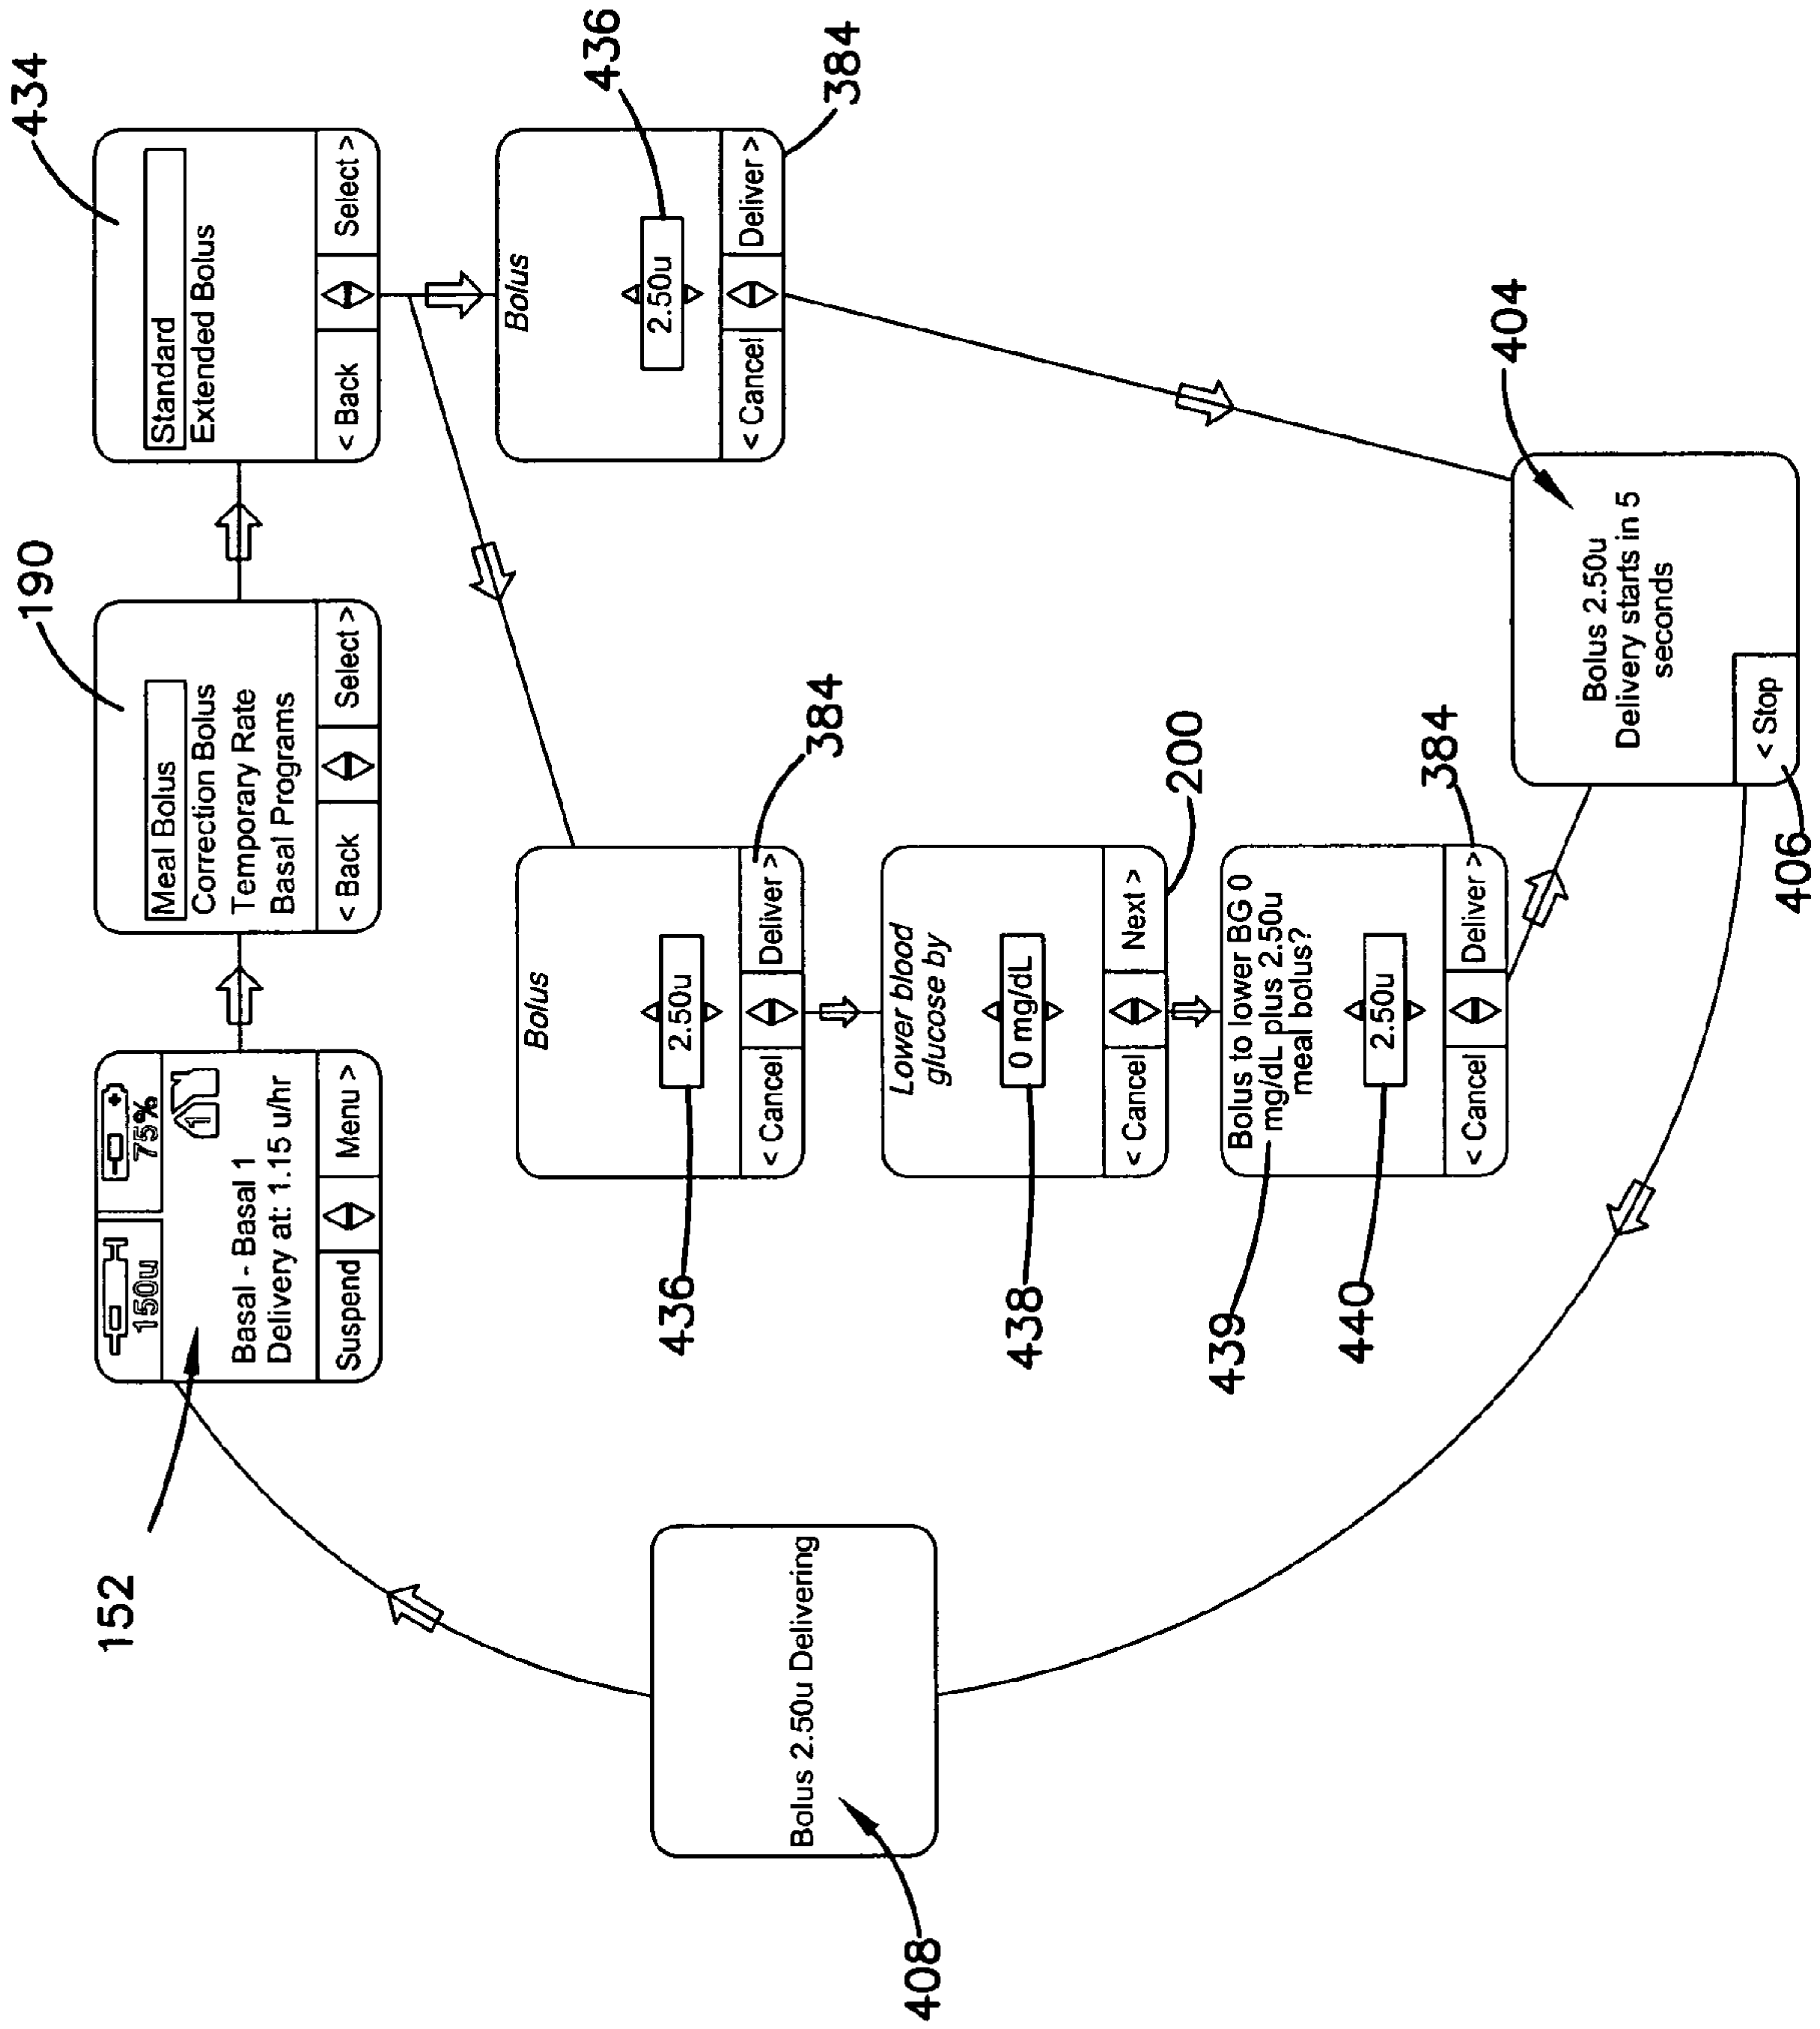 152
150u
75%
1
Basal - Basal 1
Delivery at: 1.15 u/hr
Suspend
Menu >
190
Meal Bolus
Correction Bolus
Temporary Rate
Basal Programs
< Back
Select >
434
Standard
Extended Bolus
< Back
Select >
Bolus
436
2.50u
< Cancel
Deliver >
384
Bolus
436
2.50u
< Cancel
Deliver >
384
Lower blood
glucose by
438
0 mg/dL
< Cancel
Next >
200
439
Bolus to lower BG 0
mg/dL plus 2.50u
meal bolus?
440
2.50u
< Cancel
Deliver >
384
404
Bolus 2.50u
Delivery starts in 5
seconds
< Stop
406
Bolus 2.50u Delivering
408